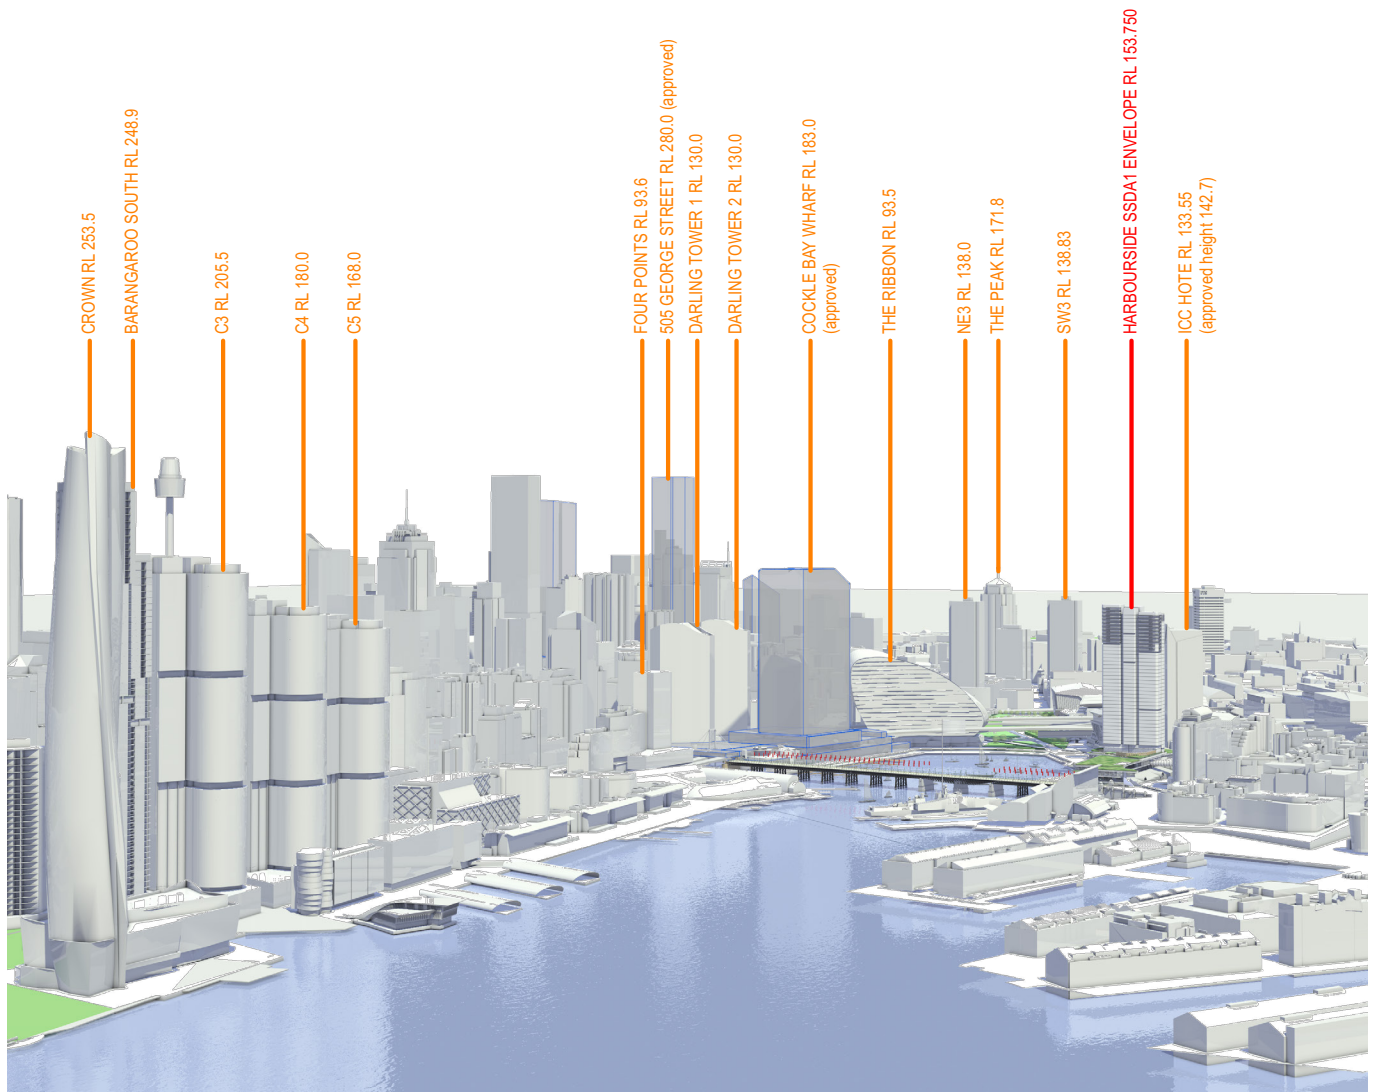 CROWN RL 253.5
BARANGAROO SOUTH RL 248.9
C3 RL 205.5
C4 RL 180.0
C5 RL 168.0
FOUR POINTS RL 93.6
505 GEORGE STREET RL 280.0 (approved)
DARLING TOWER 1 RL 130.0
DARLING TOWER 2 RL 130.0
COCKLE BAY WHARF RL 183.0
(approved)
THE RIBBON RL 93.5
NE3 RL 138.0
THE PEAK RL 171.8
SW3 RL 138.83
HARBOURSIDE SSDA1 ENVELOPE RL 153.750
ICC HOTE RL 133.55
(approved height 142.7)